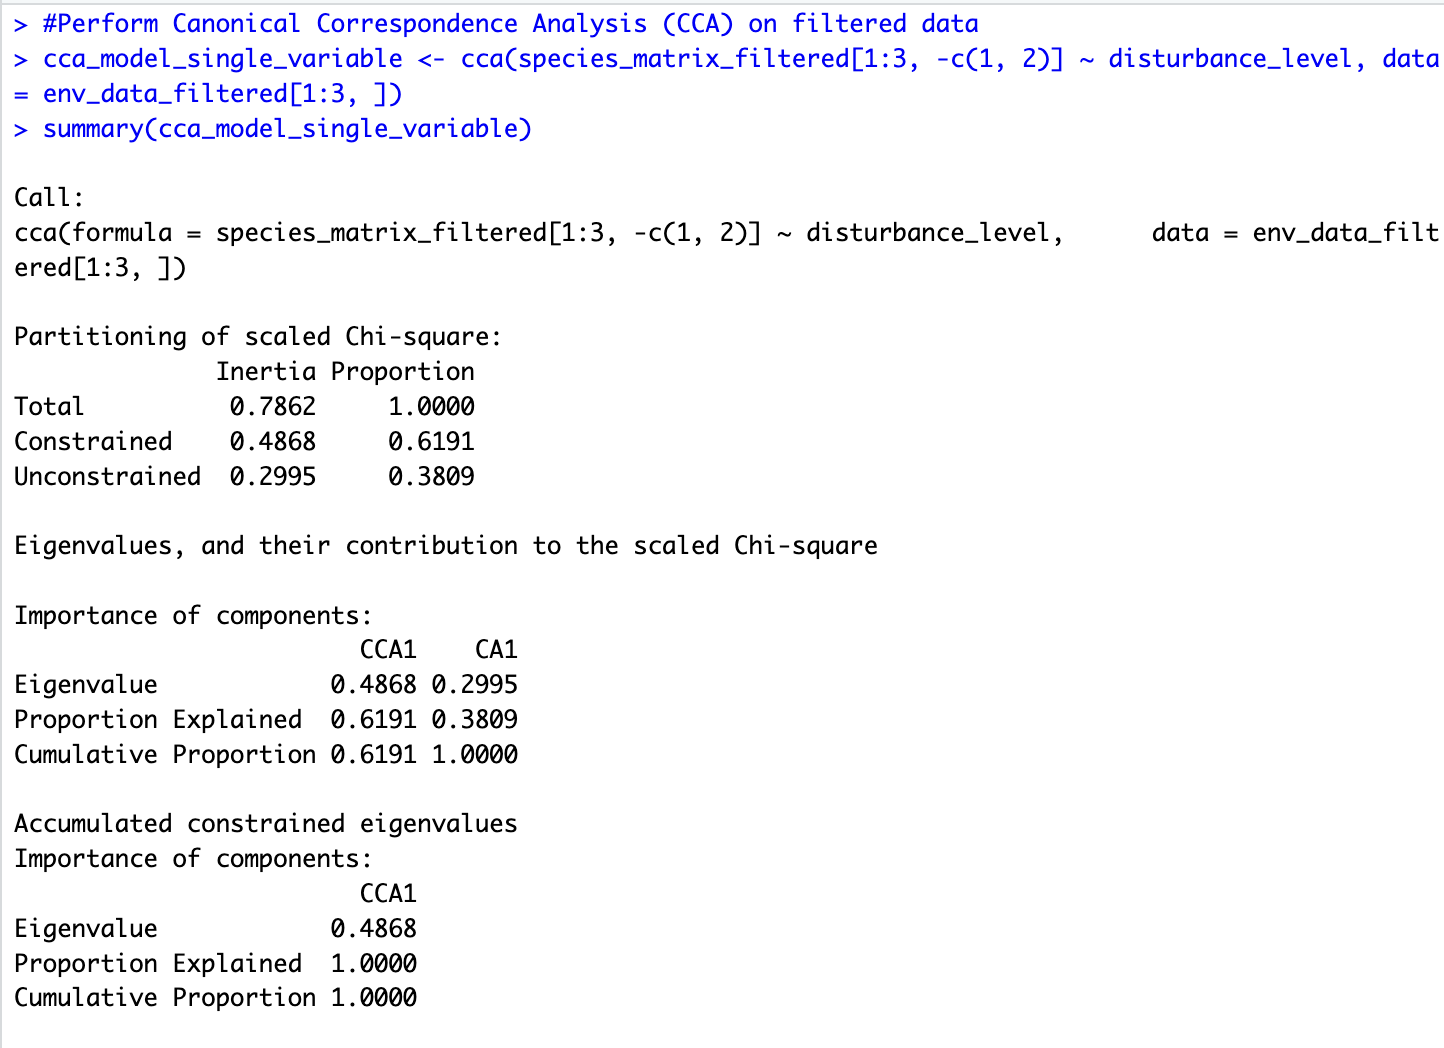 > #Perform Canonical Correspondence Analysis (CCA) on filtered data
> cca_model_single_variable <- cca(species_matrix_filtered[1:3, -c(1, 2)] ~ disturbance_level, data
= env_data_filtered[1:3, ])
> summary(cca_model_single_variable)

Call:
cca(formula = species_matrix_filtered[1:3, -c(1, 2)] ~ disturbance_level,      data = env_data_filt
ered[1:3, ])

Partitioning of scaled Chi-square:
              Inertia Proportion
Total          0.7862     1.0000
Constrained    0.4868     0.6191
Unconstrained  0.2995     0.3809

Eigenvalues, and their contribution to the scaled Chi-square

Importance of components:
                        CCA1    CA1
Eigenvalue            0.4868 0.2995
Proportion Explained  0.6191 0.3809
Cumulative Proportion 0.6191 1.0000

Accumulated constrained eigenvalues
Importance of components:
                        CCA1
Eigenvalue            0.4868
Proportion Explained  1.0000
Cumulative Proportion 1.0000